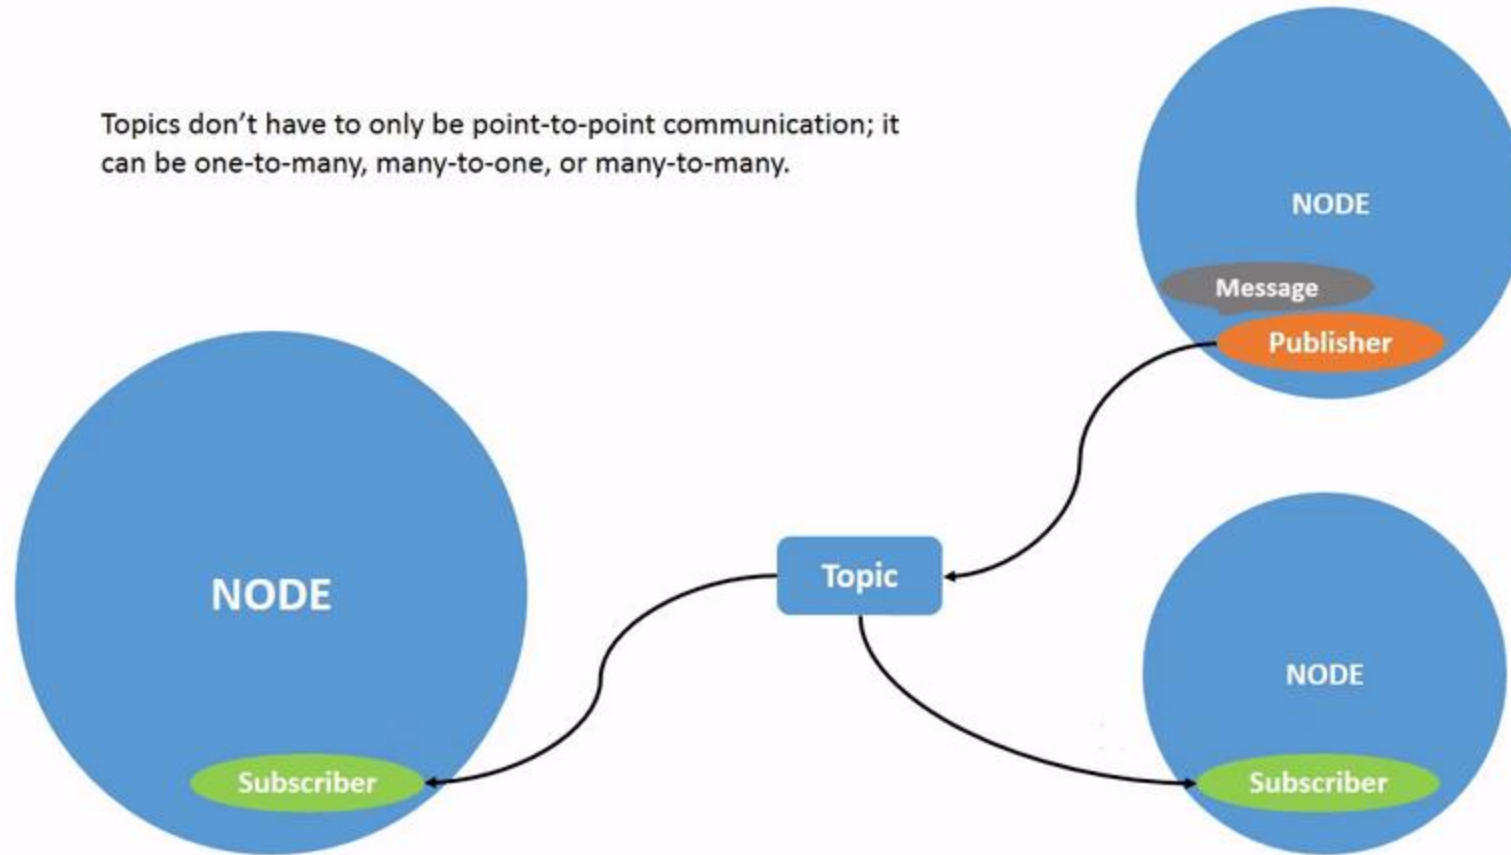 Topics don’t have to only be point-to-point communication; it
can be one-to-many, many-to-one, or many-to-many.
NODE
Message
Publisher
Topic
NODE
NODE
Subscriber
Subscriber